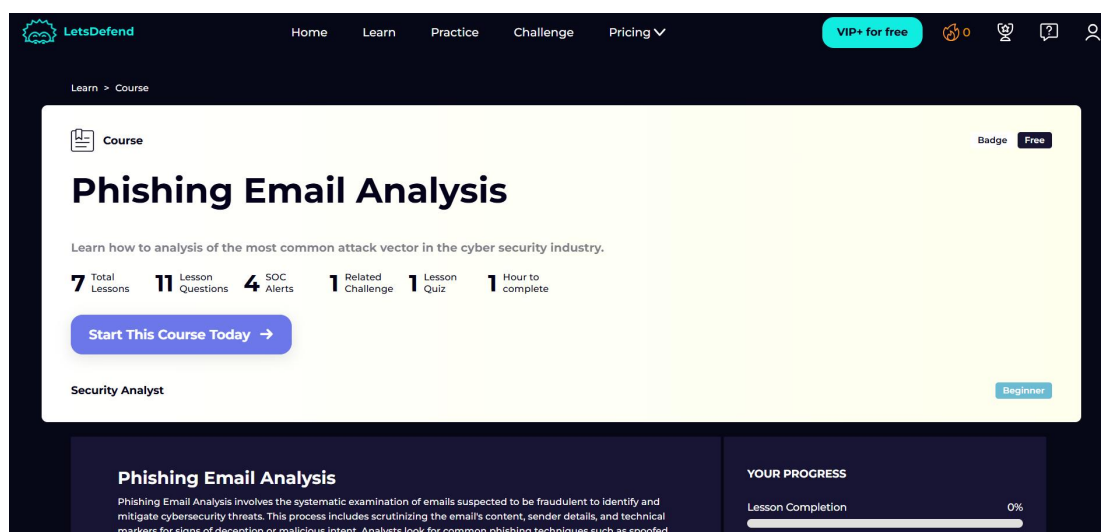 LetsDefend
Home Learn Practice Challenge Pricing
VIP+ for free
0
Learn > Course
Course
Badge Free
Phishing Email Analysis
Learn how to analysis of the most common attack vector in the cyber security industry.
7 Total Lessons 11 Lesson Questions 4 SOC Alerts 1 Related Challenge 1 Lesson Quiz 1 Hour to complete
Start This Course Today →
Security Analyst
Beginner
Phishing Email Analysis
Phishing Email Analysis involves the systematic examination of emails suspected to be fraudulent to identify and
mitigate cybersecurity threats. This process includes scrutinizing the email's content, sender details, and technical
markers for signs of deception or malicious intent. Analysts look for common phishing techniques such as spoofed
YOUR PROGRESS
Lesson Completion 0%